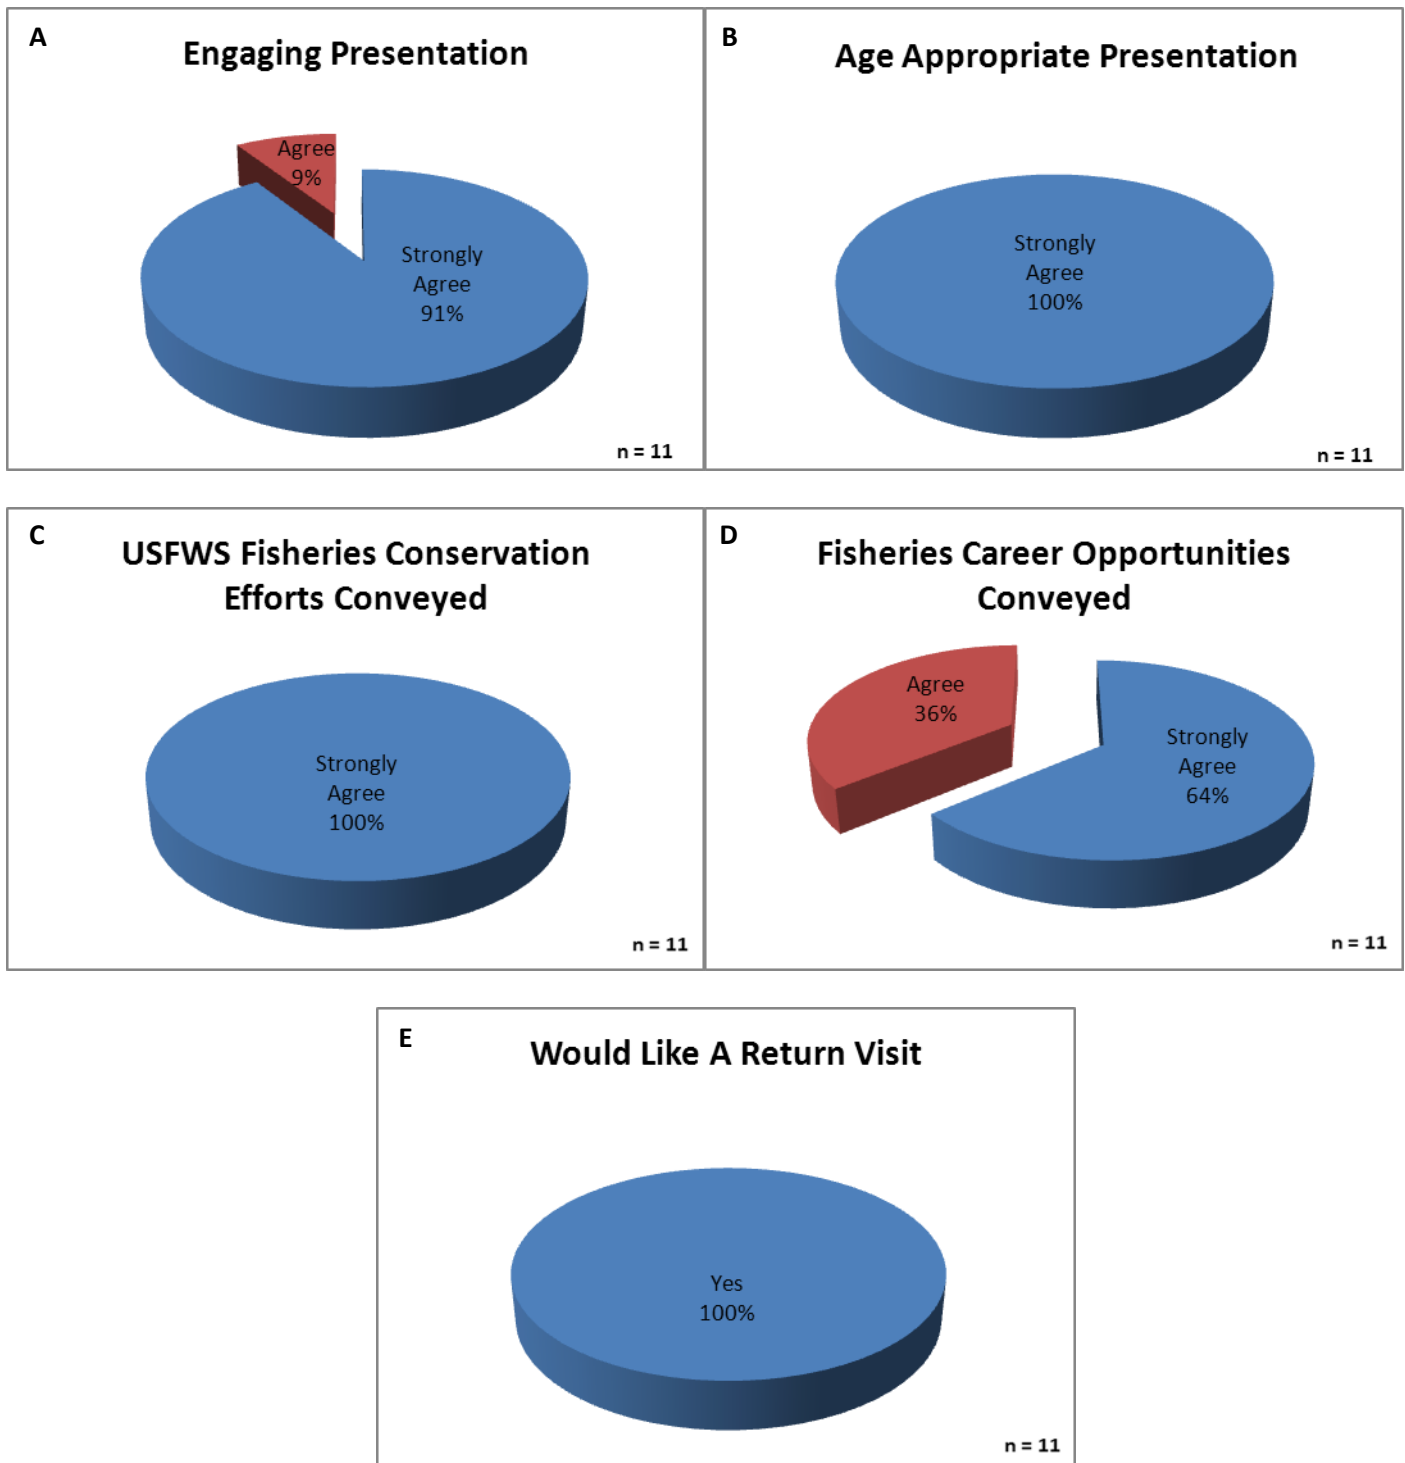 A
Engaging Presentation
Agree
9%
Strongly
Agree
91%
n = 11
B
Age Appropriate Presentation
Strongly
Agree
100%
n = 11
C
USFWS Fisheries Conservation
Efforts Conveyed
Strongly
Agree
100%
n = 11
D
Fisheries Career Opportunities
Conveyed
Agree
36%
Strongly
Agree
64%
n = 11
E
Would Like A Return Visit
Yes
100%
n = 11